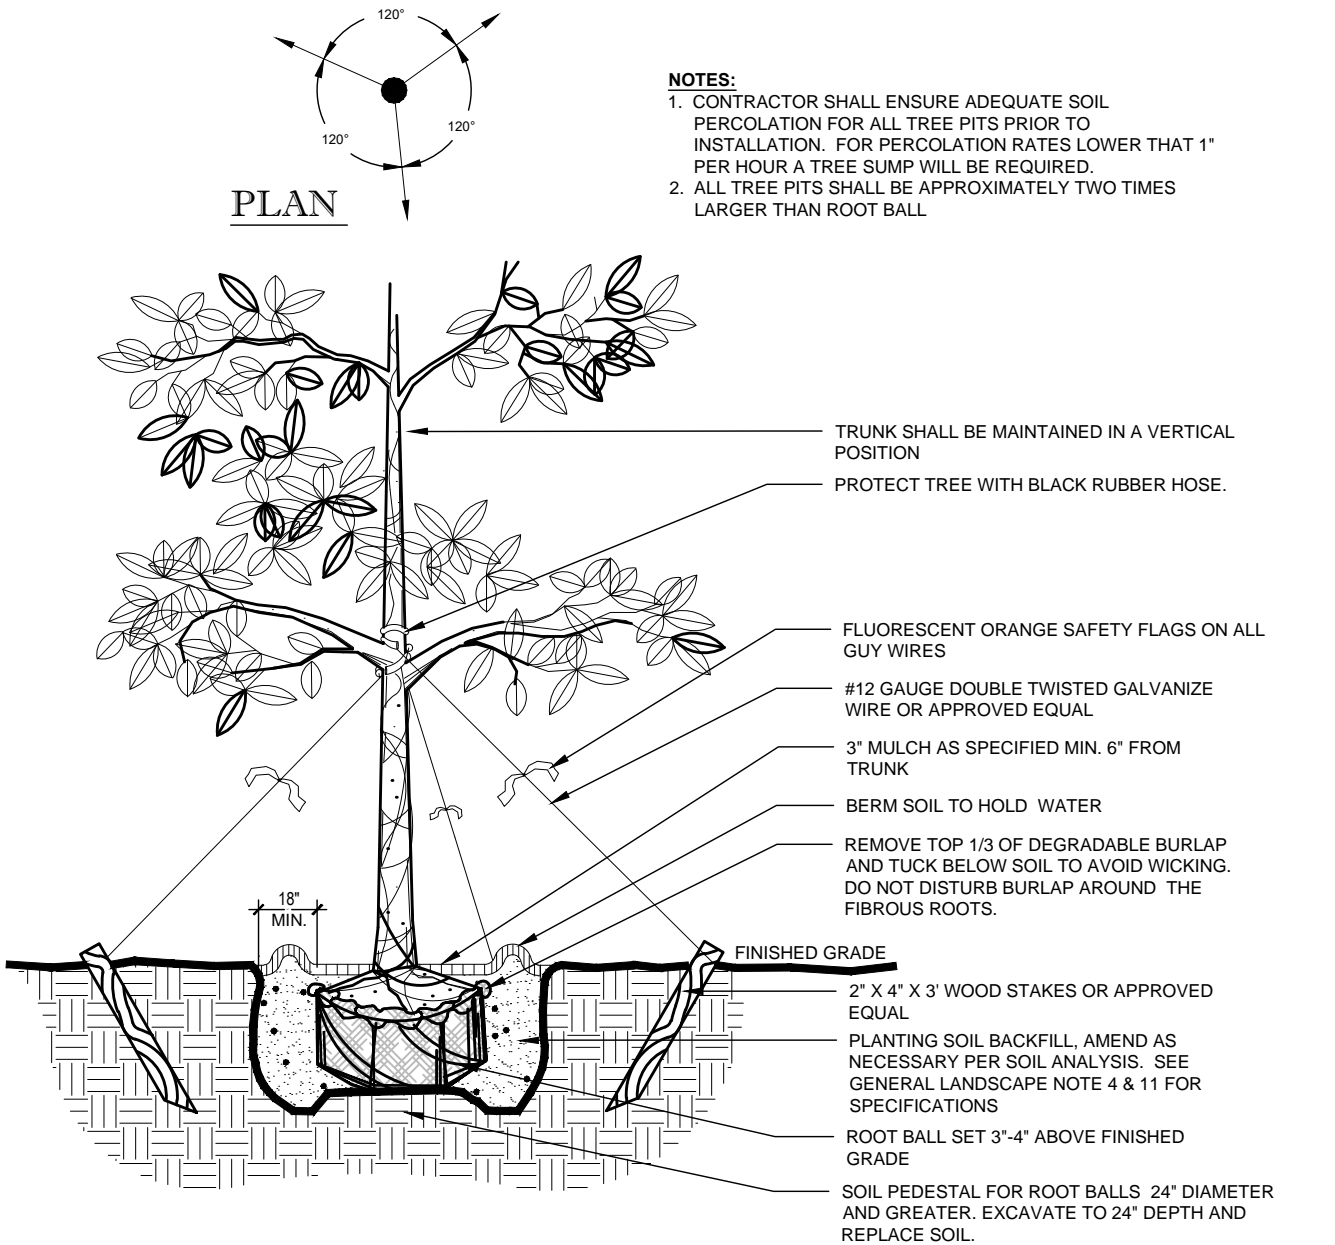 120°
120°
120°
PLAN
NOTES:
1. CONTRACTOR SHALL ENSURE ADEQUATE SOIL
PERCOLATION FOR ALL TREE PITS PRIOR TO
INSTALLATION. FOR PERCOLATION RATES LOWER THAT 1"
PER HOUR A TREE SUMP WILL BE REQUIRED.
2. ALL TREE PITS SHALL BE APPROXIMATELY TWO TIMES
LARGER THAN ROOT BALL
TRUNK SHALL BE MAINTAINED IN A VERTICAL
POSITION
PROTECT TREE WITH BLACK RUBBER HOSE.
FLUORESCENT ORANGE SAFETY FLAGS ON ALL
GUY WIRES
#12 GAUGE DOUBLE TWISTED GALVANIZE
WIRE OR APPROVED EQUAL
3" MULCH AS SPECIFIED MIN. 6" FROM
TRUNK
BERM SOIL TO HOLD WATER
REMOVE TOP 1/3 OF DEGRADABLE BURLAP
AND TUCK BELOW SOIL TO AVOID WICKING.
DO NOT DISTURB BURLAP AROUND THE
FIBROUS ROOTS.
18"
MIN.
FINISHED GRADE
2" X 4" X 3' WOOD STAKES OR APPROVED
EQUAL
PLANTING SOIL BACKFILL, AMEND AS
NECESSARY PER SOIL ANALYSIS. SEE
GENERAL LANDSCAPE NOTE 4 & 11 FOR
SPECIFICATIONS
ROOT BALL SET 3"-4" ABOVE FINISHED
GRADE
SOIL PEDESTAL FOR ROOT BALLS 24" DIAMETER
AND GREATER. EXCAVATE TO 24" DEPTH AND
REPLACE SOIL.